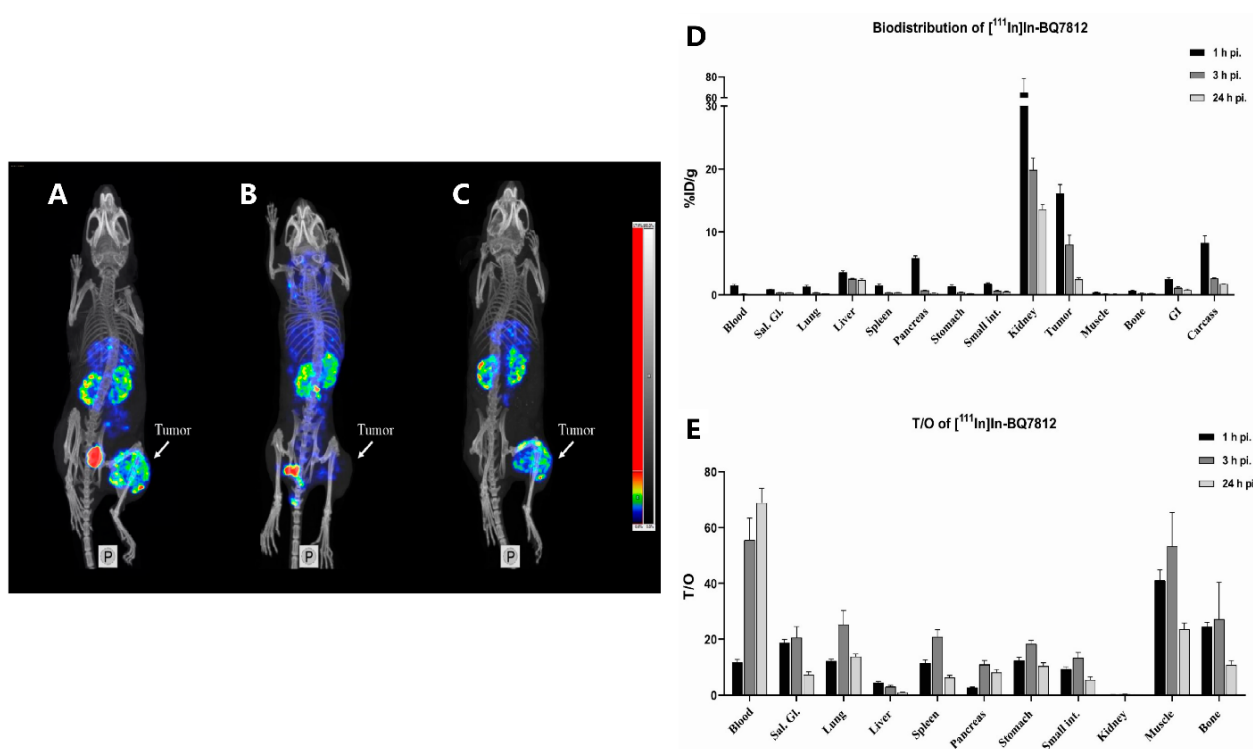 A
B
C
Tumor
Tumor
Tumor
P
P
P
D
Biodistribution of [¹¹¹In]In-BQ7812
1 h pi.
3 h pi.
24 h pi.
%ID/g
80
60
30
20
10
0
Blood
Sal. Gl.
Lung
Liver
Spleen
Pancreas
Stomach
Small int.
Kidney
Tumor
Muscle
Bone
GI
Carcass
E
T/O of [¹¹¹In]In-BQ7812
1 h pi.
3 h pi.
24 h pi
T/O
80
60
40
20
0
Blood
Sal. Gl.
Lung
Liver
Spleen
Pancreas
Stomach
Small int.
Kidney
Muscle
Bone